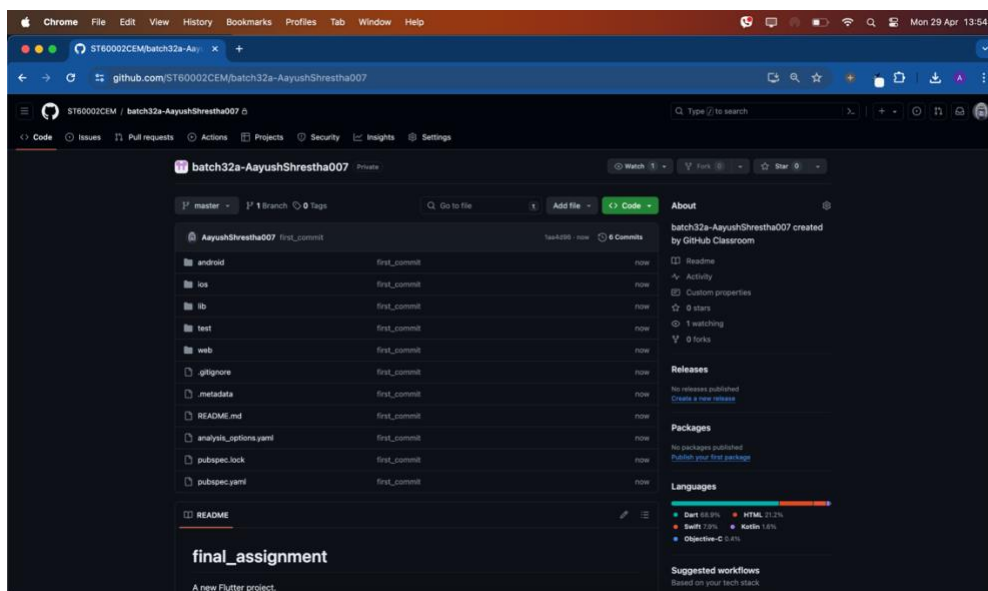 Chrome File Edit View History Bookmarks Profiles Tab Window Help Mon 29 Apr 13:54
ST60002CEM/batch32a-Aay
github.com/ST60002CEM/batch32a-AayushShrestha007
ST60002CEM / batch32a-AayushShrestha007
Type / to search
Code Issues Pull requests Actions Projects Security Insights Settings
batch32a-AayushShrestha007 Private
Watch 1 Fork 0 Star 0
master 1 Branch 0 Tags Go to file t Add file Code
AayushShrestha007 first_commit now 6 Commits
android first_commit now
ios first_commit now
lib first_commit now
test first_commit now
web first_commit now
.gitignore first_commit now
.metadata first_commit now
README.md first_commit now
analysis_options.yaml first_commit now
pubspec.lock first_commit now
pubspec.yaml first_commit now
README
final_assignment
A new Flutter project.
About
batch32a-AayushShrestha007 created
by GitHub Classroom
Readme
Activity
Custom properties
0 stars
1 watching
0 forks
Releases
No releases published
Create a new release
Packages
No packages published
Publish your first package
Languages
Dart 68.9% HTML 21.2%
Swift 7.9% Kotlin 1.6%
Objective-C 0.4%
Suggested workflows
Based on your tech stack